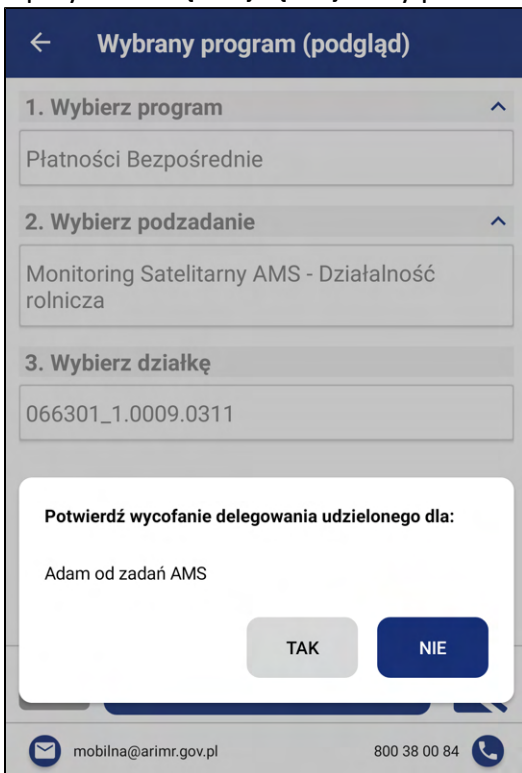 Wybrany program (podgląd)
1. Wybierz program
Płatności Bezpośrednie
2. Wybierz podzadanie
Monitoring Satelitarny AMS - Działalność
rolnicza
3. Wybierz działkę
066301_1.0009.0311
Potwierdź wycofanie delegowania udzielonego dla:
Adam od zadań AMS
TAK NIE
mobilna@arimr.gov.pl 800 38 00 84